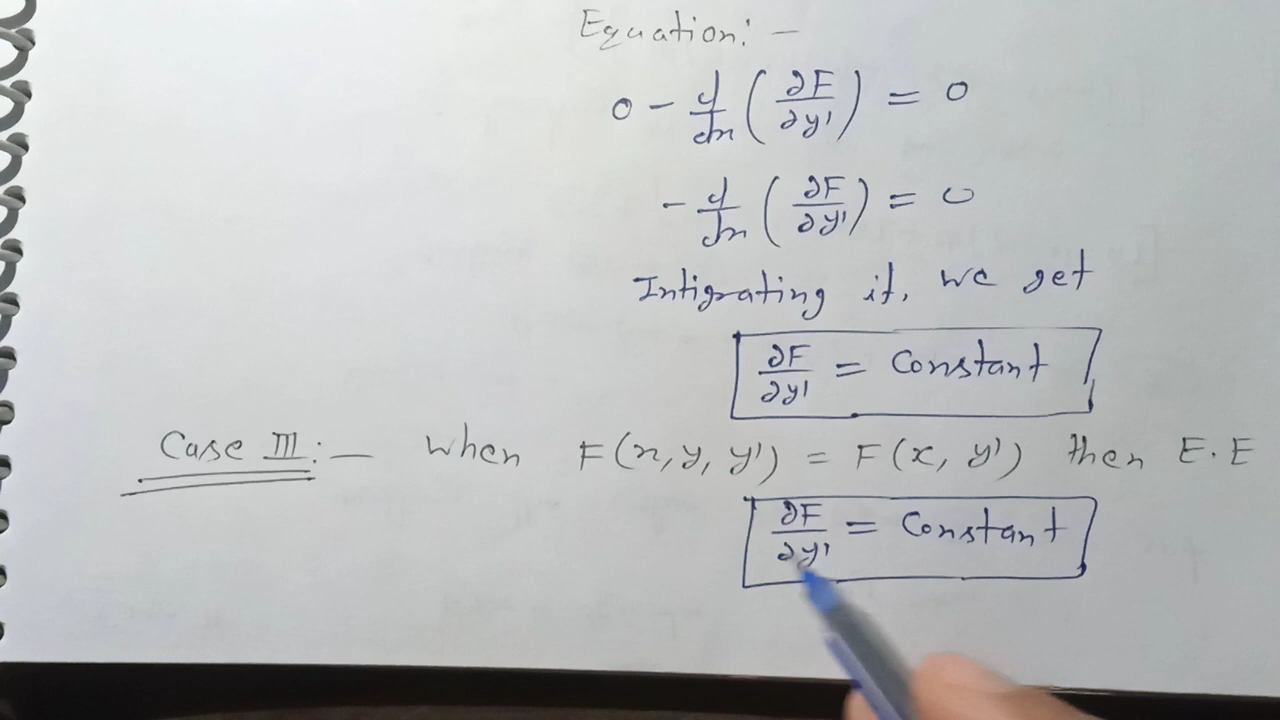 Equation:-
0 - d/dx (∂F/∂y') = 0
- d/dx (∂F/∂y') = 0
Intigrating it, we get
∂F/∂y' = Constant
Case III:- when F(x, y, y') = F(x, y') then E.E
∂F/∂y' = Constant